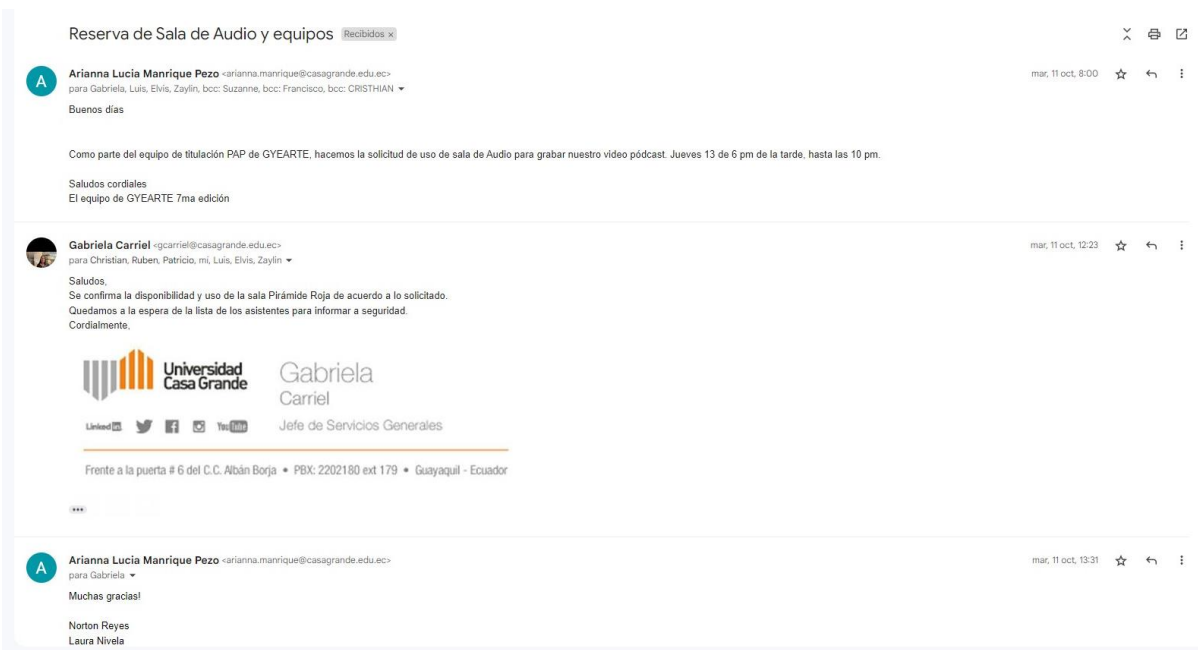 Reserva de Sala de Audio y equipos Recibidos x
A Arianna Lucia Manrique Pezo <arianna.manrique@casagrande.edu.ec> mar, 11 oct, 8:00
para Gabriela, Luis, Elvis, Zaylin, bcc: Suzanne, bcc: Francisco, bcc: CRISTHIAN
Buenos días
Como parte del equipo de titulación PAP de GYEARTE, hacemos la solicitud de uso de sala de Audio para grabar nuestro video pódcast. Jueves 13 de 6 pm de la tarde, hasta las 10 pm.
Saludos cordiales
El equipo de GYEARTE 7ma edición
Gabriela Carriel <gcarriel@casagrande.edu.ec> mar, 11 oct, 12:23
para Christian, Ruben, Patricio, mí, Luis, Elvis, Zaylin
Saludos,
Se confirma la disponibilidad y uso de la sala Pirámide Roja de acuerdo a lo solicitado.
Quedamos a la espera de la lista de los asistentes para informar a seguridad.
Cordialmente,
Universidad
Casa Grande
Gabriela
Carriel
Linked in YouTube Jefe de Servicios Generales
Frente a la puerta # 6 del C.C. Albán Borja • PBX: 2202180 ext 179 • Guayaquil - Ecuador
A Arianna Lucia Manrique Pezo <arianna.manrique@casagrande.edu.ec> mar, 11 oct, 13:31
para Gabriela
Muchas gracias!
Norton Reyes
Laura Nivela